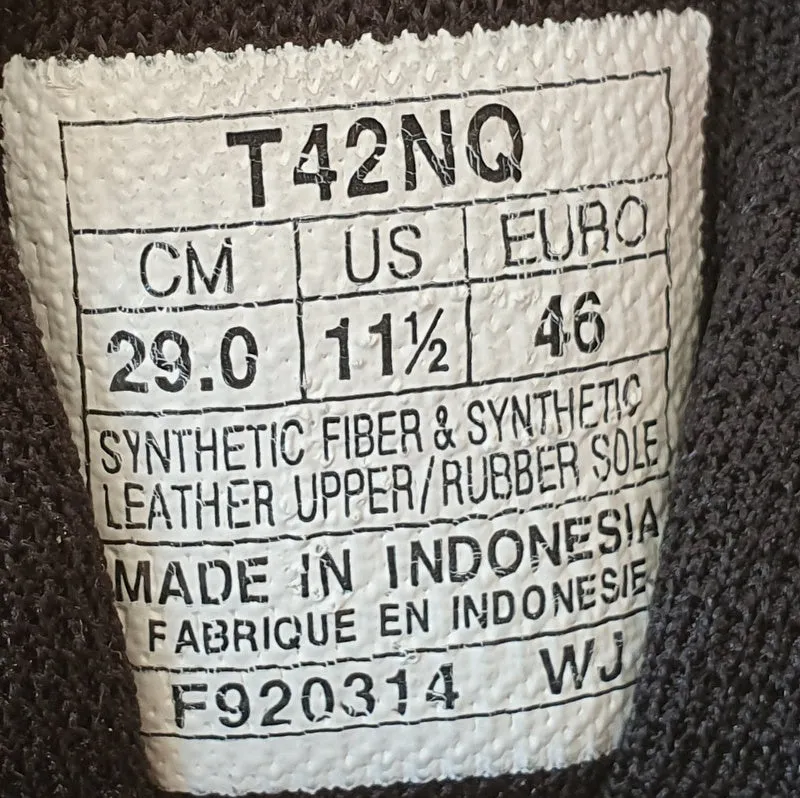 T42NQ
CM US EURO
29.0 11½ 46
SYNTHETIC FIBER & SYNTHETIC
LEATHER UPPER/RUBBER SOLE
MADE IN INDONESIA
FABRIQUE EN INDONESIE
F920314 WJ